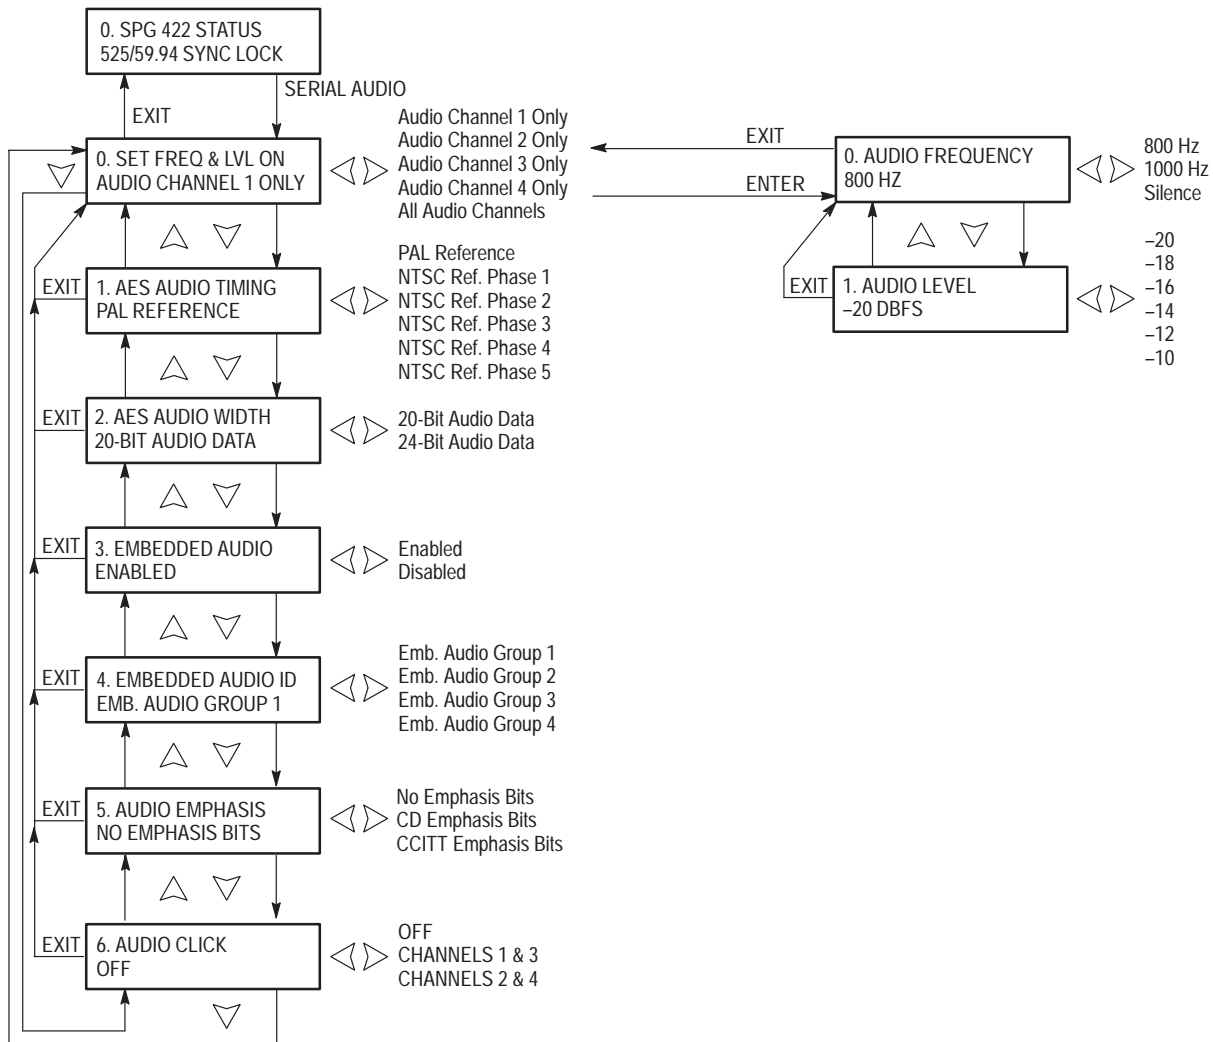 0. SPG 422 STATUS
525/59.94 SYNC LOCK
SERIAL AUDIO
EXIT
0. SET FREQ & LVL ON
AUDIO CHANNEL 1 ONLY
Audio Channel 1 Only
Audio Channel 2 Only
Audio Channel 3 Only
Audio Channel 4 Only
All Audio Channels
EXIT
ENTER
0. AUDIO FREQUENCY
800 HZ
800 Hz
1000 Hz
Silence
EXIT
1. AES AUDIO TIMING
PAL REFERENCE
PAL Reference
NTSC Ref. Phase 1
NTSC Ref. Phase 2
NTSC Ref. Phase 3
NTSC Ref. Phase 4
NTSC Ref. Phase 5
EXIT
1. AUDIO LEVEL
–20 DBFS
–20
–18
–16
–14
–12
–10
EXIT
2. AES AUDIO WIDTH
20-BIT AUDIO DATA
20-Bit Audio Data
24-Bit Audio Data
EXIT
3. EMBEDDED AUDIO
ENABLED
Enabled
Disabled
EXIT
4. EMBEDDED AUDIO ID
EMB. AUDIO GROUP 1
Emb. Audio Group 1
Emb. Audio Group 2
Emb. Audio Group 3
Emb. Audio Group 4
EXIT
5. AUDIO EMPHASIS
NO EMPHASIS BITS
No Emphasis Bits
CD Emphasis Bits
CCITT Emphasis Bits
EXIT
6. AUDIO CLICK
OFF
OFF
CHANNELS 1 & 3
CHANNELS 2 & 4